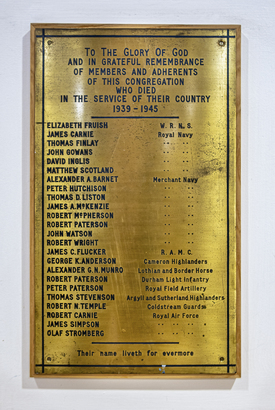 TO THE GLORY OF GOD
AND IN GRATEFUL REMEMBRANCE
OF MEMBERS AND ADHERENTS
OF THIS CONGREGATION
WHO DIED
IN THE SERVICE OF THEIR COUNTRY
1939-1945
ELIZABETH FRUISH W. R. N. S.
JAMES CARNIE Royal Navy
THOMAS FINLAY " "
JOHN GOWANS " "
DAVID INGLIS " "
MATTHEW SCOTLAND " "
ALEXANDER A. BARNET Merchant Navy
PETER HUTCHISON " "
THOMAS D. LISTON " "
JAMES A. McKENZIE " "
ROBERT McPHERSON " "
ROBERT PATERSON " "
JOHN WATSON " "
ROBERT WRIGHT " "
JAMES C. FLUCKER R. A. M. C.
GEORGE K. ANDERSON Cameron Highlanders
ALEXANDER G. N. MUNRO Lothian and Border Horse
ROBERT PATERSON Durham Light Infantry
PETER PATERSON Royal Field Artillery
THOMAS STEVENSON Argyll and Sutherland Highlanders
ROBERT N. TEMPLE Coldstream Guards
ROBERT CARNIE Royal Air Force
JAMES SIMPSON " " "
OLAF STROMBERG " " "
Their name liveth for evermore